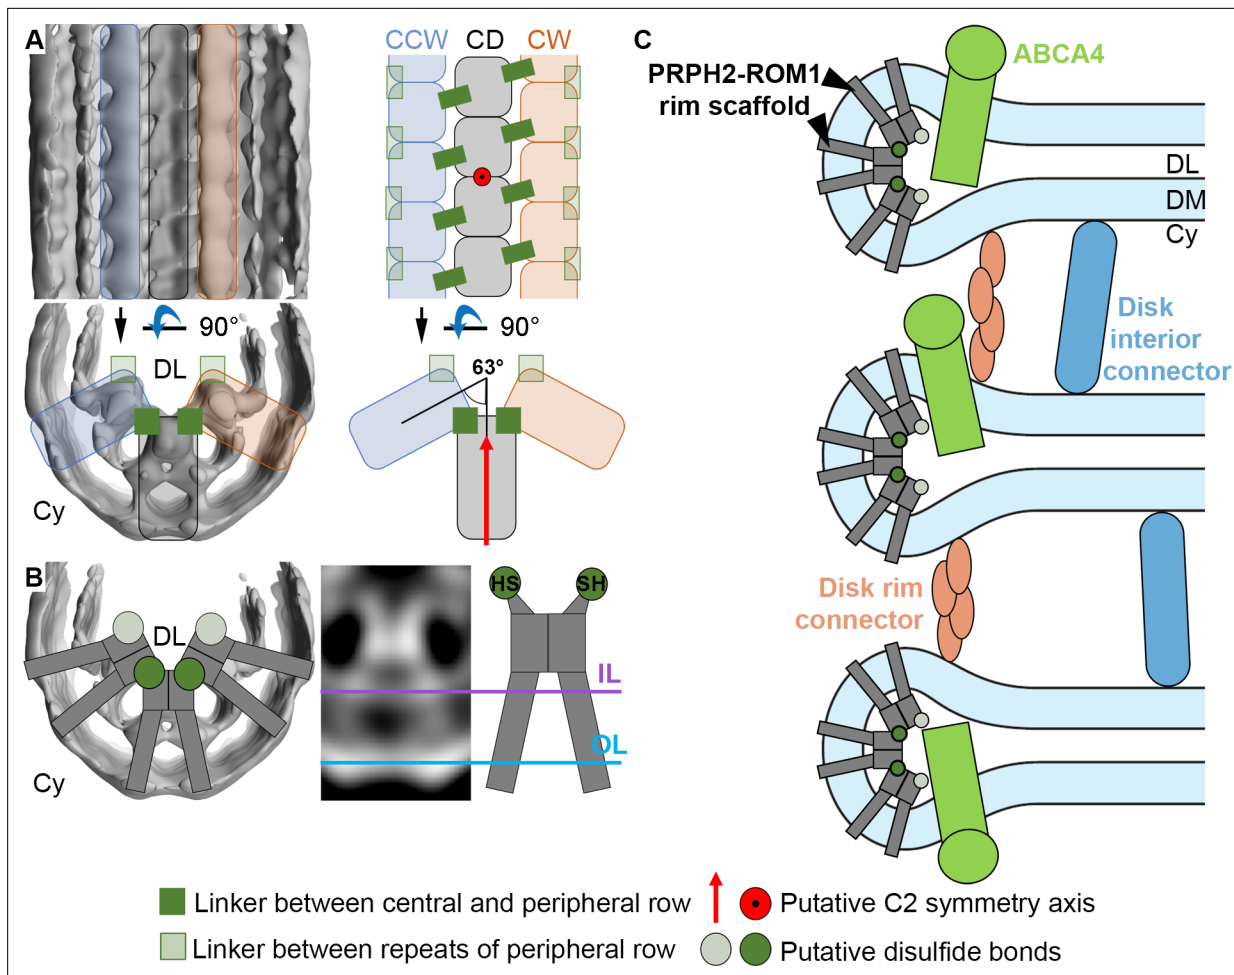 A
CCW CD CW
90°
90°
DL
Cy
63°
B
DL
Cy
HS SH
IL
OL
C
ABCA4
PRPH2-ROM1
rim scaffold
DL
DM
Cy
Disk
interior
connector
Disk rim
connector
Linker between central and peripheral row
Putative C2 symmetry axis
Linker between repeats of peripheral row
Putative disulfide bonds